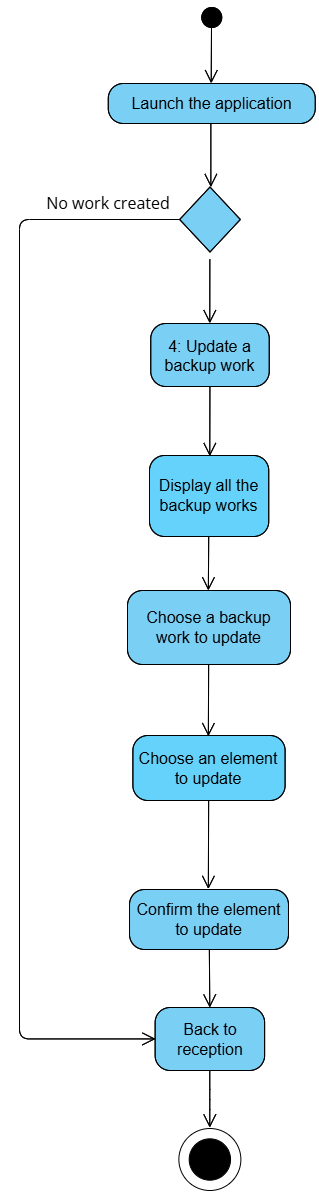 Launch the application
No work created
4: Update a
backup work
Display all the
backup works
Choose a backup
work to update
Choose an element
to update
Confirm the element
to update
Back to
reception